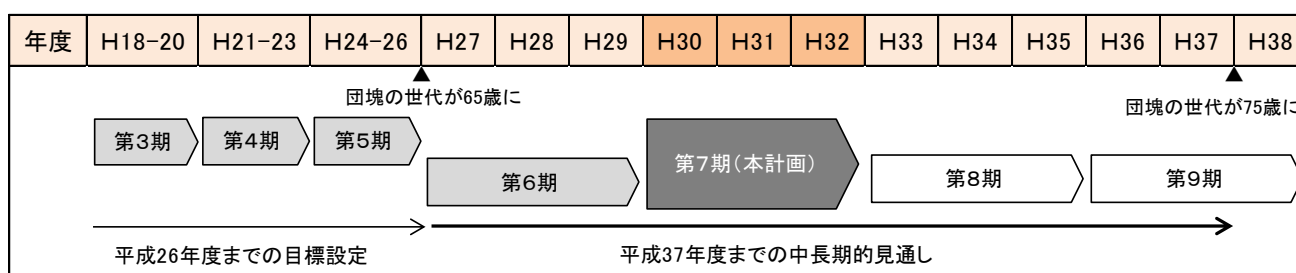 年度 H18-20 H21-23 H24-26 H27 H28 H29 H30 H31 H32 H33 H34 H35 H36 H37 H38
▲ ▲
団塊の世代が65歳に 団塊の世代が75歳に
第3期 第4期 第5期
第6期 第7期(本計画) 第8期 第9期
平成26年度までの目標設定 平成37年度までの中長期的見通し